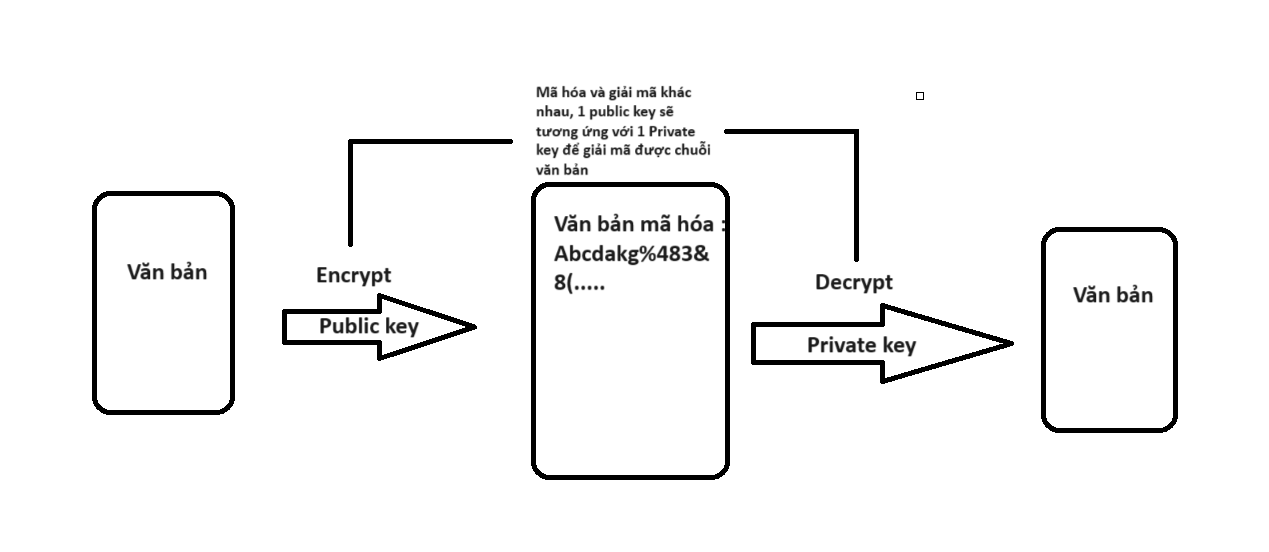 Mã hóa và giải mã khác
nhau, 1 public key sẽ
tương ứng với 1 Private
key để giải mã được chuỗi
văn bản
Văn bản
Encrypt
Public key
Văn bản mã hóa :
Abcdakg%483&
8(.....
Decrypt
Private key
Văn bản